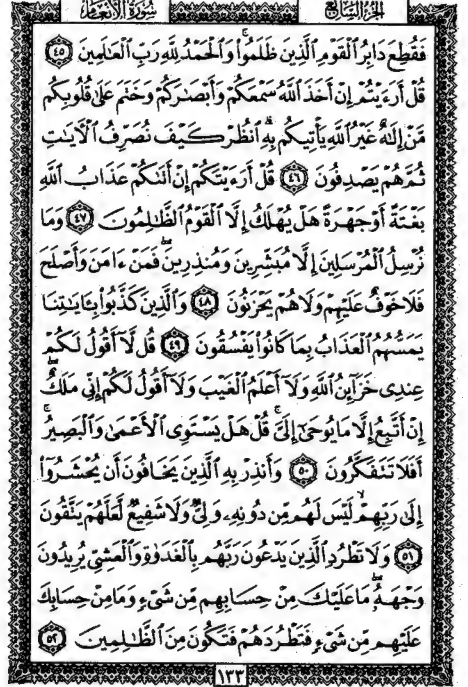 الجزء السابع سورة الأنعام
فَقُطِعَ دَابِرُ ٱلْقَوْمِ ٱلَّذِينَ ظَلَمُوا۟ۚ وَٱلْحَمْدُ لِلَّهِ رَبِّ ٱلْعَٰلَمِينَ ٤٥
قُلْ أَرَءَيْتُمْ إِنْ أَخَذَ ٱللَّهُ سَمْعَكُمْ وَأَبْصَٰرَكُمْ وَخَتَمَ عَلَىٰ قُلُوبِكُم
مَّنْ إِلَٰهٌ غَيْرُ ٱللَّهِ يَأْتِيكُم بِهِۗ ٱنظُرْ كَيْفَ نُصَرِّفُ ٱلْءَايَٰتِ
ثُمَّ هُمْ يَصْدِفُونَ ٤٦ قُلْ أَرَءَيْتَكُمْ إِنْ أَتَىٰكُمْ عَذَابُ ٱللَّهِ
بَغْتَةً أَوْ جَهْرَةً هَلْ يُهْلَكُ إِلَّا ٱلْقَوْمُ ٱلظَّٰلِمُونَ ٤٧ وَمَا
نُرْسِلُ ٱلْمُرْسَلِينَ إِلَّا مُبَشِّرِينَ وَمُنذِرِينَۖ فَمَنْ ءَامَنَ وَأَصْلَحَ
فَلَا خَوْفٌ عَلَيْهِمْ وَلَا هُمْ يَحْزَنُونَ ٤٨ وَٱلَّذِينَ كَذَّبُوا۟ بِـَٔايَٰتِنَا
يَمَسُّهُمُ ٱلْعَذَابُ بِمَا كَانُوا۟ يَفْسُقُونَ ٤٩ قُل لَّآ أَقُولُ لَكُمْ
عِندِى خَزَآئِنُ ٱللَّهِ وَلَآ أَعْلَمُ ٱلْغَيْبَ وَلَآ أَقُولُ لَكُمْ إِنِّى مَلَكٌۖ
إِنْ أَتَّبِعُ إِلَّا مَا يُوحَىٰٓ إِلَىَّۚ قُلْ هَلْ يَسْتَوِى ٱلْأَعْمَىٰ وَٱلْبَصِيرُۚ
أَفَلَا تَتَفَكَّرُونَ ٥٠ وَأَنذِرْ بِهِ ٱلَّذِينَ يَخَافُونَ أَن يُحْشَرُوٓا۟
إِلَىٰ رَبِّهِمْۙ لَيْسَ لَهُم مِّن دُونِهِۦ وَلِىٌّ وَلَا شَفِيعٌ لَّعَلَّهُمْ يَتَّقُونَ
٥١ وَلَا تَطْرُدِ ٱلَّذِينَ يَدْعُونَ رَبَّهُم بِٱلْغَدَوٰةِ وَٱلْعَشِىِّ يُرِيدُونَ
وَجْهَهُۥۖ مَا عَلَيْكَ مِنْ حِسَابِهِم مِّن شَىْءٍ وَمَا مِنْ حِسَابِكَ
عَلَيْهِم مِّن شَىْءٍ فَتَطْرُدَهُمْ فَتَكُونَ مِنَ ٱلظَّٰلِمِينَ ٥٢
١٣٣